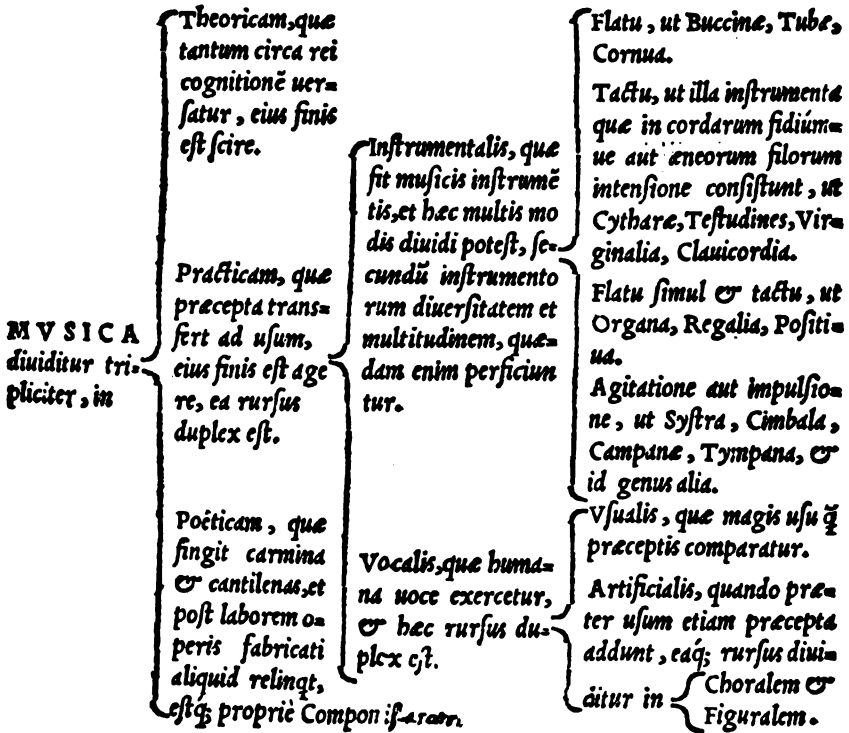 MVSICA
diuiditur tri-
pliciter, in
Theoricam, quæ
tantum circa rei
cognitionẽ uer-
ſatur, eius finis
eſt ſcire.
Practicam, quæ
præcepta trans-
fert ad uſum,
eius finis eſt age
re, ea rurſus
duplex eſt.
Poëticam, quæ
fingit carmina
& cantilenas, et
poſt laborem o-
peris fabricati
aliquid relinqt,
eſtq́; propriè
Inſtrumentalis, quæ
fit muſicis inſtrumẽ
tis, et hæc multis mo
dis diuidi poteſt, ſe-
cundũ inſtrumento
rum diuerſitatem et
multitudinem, quæ-
dam enim perficiun
tur.
Vocalis, quæ huma-
na uoce exercetur,
& hæc rurſus du-
plex eſt.
Flatu, ut Buccinæ, Tubæ,
Cornua.
Tactu, ut illa inſtrumenta
quæ in cordarum fidiúm-
ue aut æneorum filorum
intenſione conſiſtunt, ut
Cytharæ, Teſtudines, Vir-
ginalia, Clauicordia.
Flatu ſimul & tactu, ut
Organa, Regalia, Poſiti-
ua.
Agitatione aut impulſio-
ne, ut Syſtra, Cimbala,
Campanæ, Tympana, &
id genus alia.
Vſualis, quæ magis uſu q̃
præceptis comparatur.
Artificialis, quando præ-
ter uſum etiam præcepta
addunt, eaq́; rurſus diui-
ditur in
Choralem &
Figuralem.